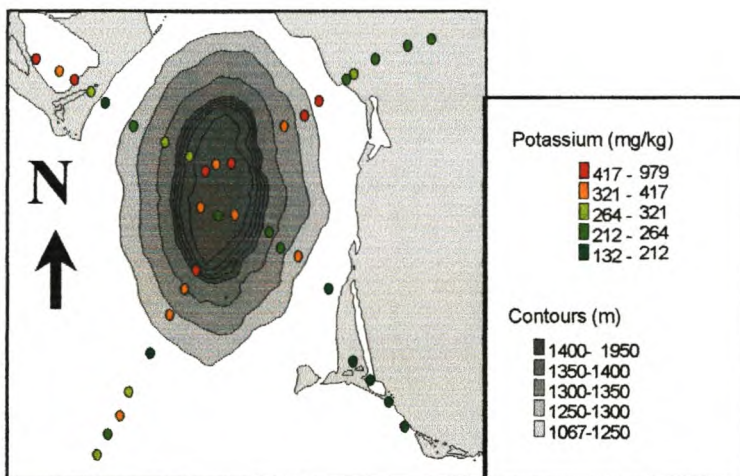 N
Potassium (mg/kg)
417 - 979
321 - 417
264 - 321
212 - 264
132 - 212
Contours (m)
1400- 1950
1350-1400
1300-1350
1250-1300
1067-1250